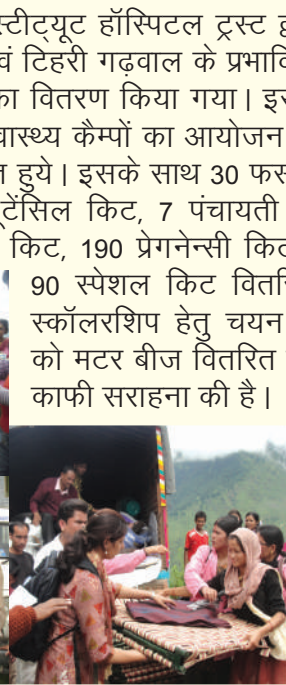 स्टीट्यूट हॉस्पिटल ट्रस्ट
वं टिहरी गढ़वाल के प्रभावि
का वितरण किया गया। इस
वास्थ्य कैम्पों का आयोजन
त हुये। इसके साथ 30 फस
टेंसिल किट, 7 पंचायती
किट, 190 प्रेगनेन्सी किट
90 स्पेशल किट वितरि
स्कॉलरशिप हेतु चयन
को मटर बीज वितरित
काफी सराहना की है।